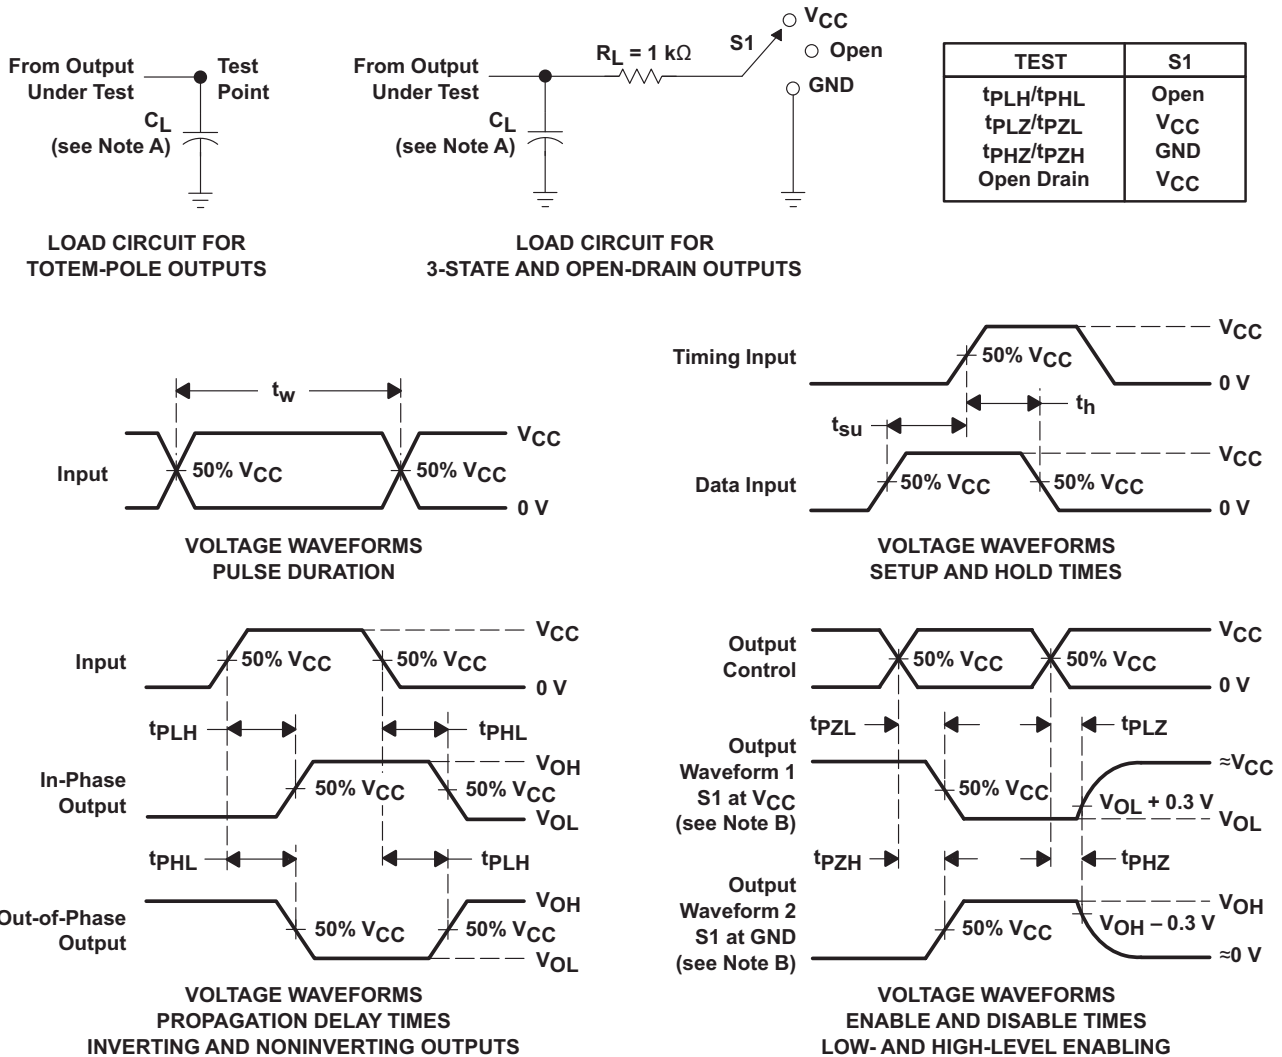 From Output
Under Test
Test
Point
CL
(see Note A)
LOAD CIRCUIT FOR
TOTEM-POLE OUTPUTS
From Output
Under Test
RL = 1 kΩ
S1
VCC
Open
GND
CL
(see Note A)
LOAD CIRCUIT FOR
3-STATE AND OPEN-DRAIN OUTPUTS
TEST S1
tPLH/tPHL Open
tPLZ/tPZL VCC
tPHZ/tPZH GND
Open Drain VCC
tw
Input
50% VCC
50% VCC
VCC
0 V
VOLTAGE WAVEFORMS
PULSE DURATION
Timing Input
50% VCC
VCC
0 V
tsu
th
Data Input
50% VCC
50% VCC
VCC
0 V
VOLTAGE WAVEFORMS
SETUP AND HOLD TIMES
Input
50% VCC
50% VCC
VCC
0 V
tPLH
tPHL
In-Phase
Output
50% VCC
50% VCC
VOH
VOL
tPHL
tPLH
Out-of-Phase
Output
50% VCC
50% VCC
VOH
VOL
VOLTAGE WAVEFORMS
PROPAGATION DELAY TIMES
INVERTING AND NONINVERTING OUTPUTS
Output
Control
50% VCC
50% VCC
VCC
0 V
tPZL
tPLZ
Output
Waveform 1
S1 at VCC
(see Note B)
50% VCC
VOL + 0.3 V
≈VCC
VOL
tPZH
tPHZ
Output
Waveform 2
S1 at GND
(see Note B)
50% VCC
VOH – 0.3 V
VOH
≈0 V
VOLTAGE WAVEFORMS
ENABLE AND DISABLE TIMES
LOW- AND HIGH-LEVEL ENABLING